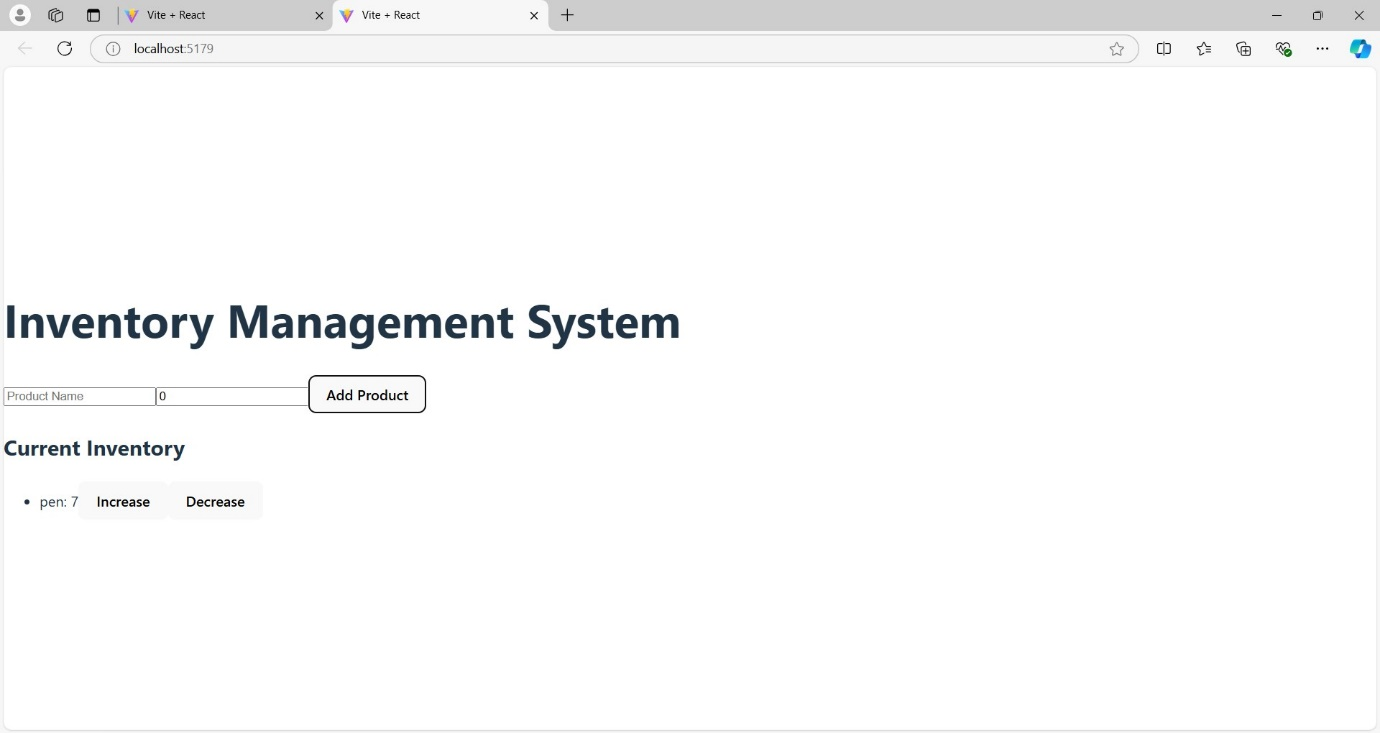 Vite + React
Vite + React
localhost:5179
Inventory Management System
Product Name 0 Add Product
Current Inventory
• pen: 7 Increase Decrease